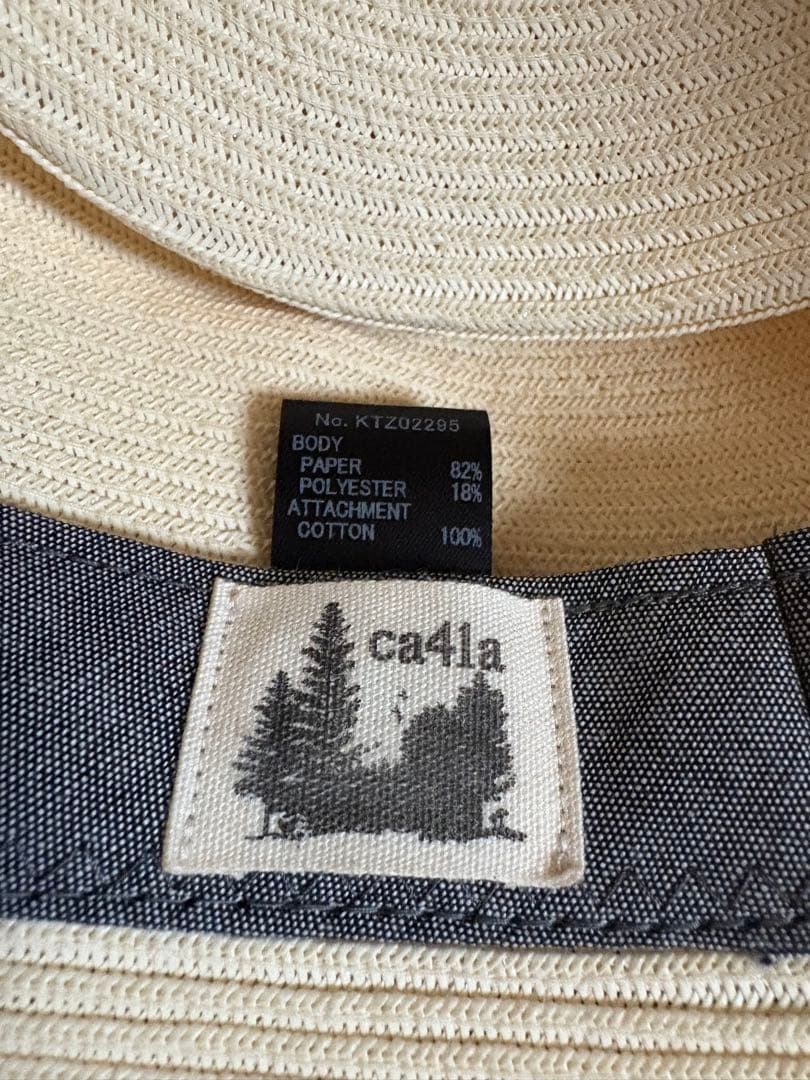 No. KTZ02295
BODY
PAPER 82%
POLYESTER 18%
ATTACHMENT
COTTON 100%
ca4la